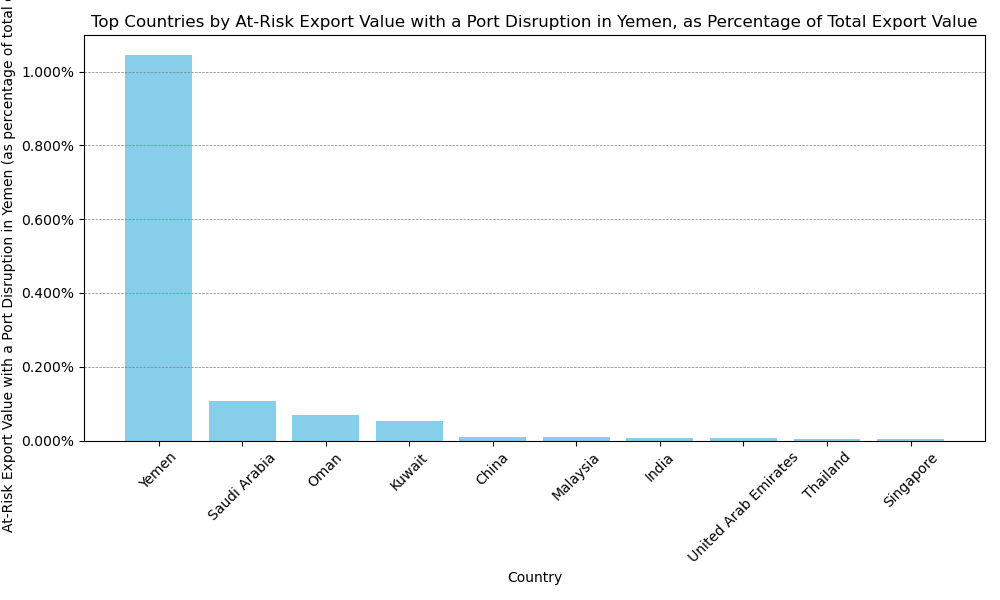 Top Countries by At-Risk Export Value with a Port Disruption in Yemen, as Percentage of Total Export Value
At-Risk Export Value with a Port Disruption in Yemen (as percentage of total
1.000%
0.800%
0.600%
0.400%
0.200%
0.000%
Yemen
Saudi Arabia
Oman
Kuwait
China
Malaysia
India
United Arab Emirates
Thailand
Singapore
Country